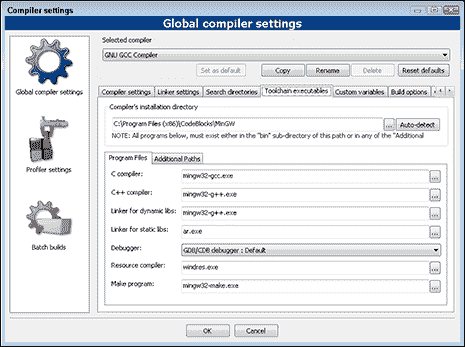 Compiler settings
Global compiler settings
Selected compiler
GNU GCC Compiler
Set as default Copy Rename Delete Reset defaults
Global compiler settings
Profiler settings
Batch builds
Compiler settings Linker settings Search directories Toolchain executables Custom variables Build options
Compiler's installation directory
C:\Program Files (x86)\CodeBlocks\MinGW ... Auto-detect
NOTE: All programs below, must exist either in the "bin" sub-directory of this path or in any of the "Additional
Program Files Additional Paths
C compiler: mingw32-gcc.exe ...
C++ compiler: mingw32-g++.exe ...
Linker for dynamic libs: mingw32-g++.exe ...
Linker for static libs: ar.exe ...
Debugger: GDB/CDB debugger : Default
Resource compiler: windres.exe ...
Make program: mingw32-make.exe ...
OK Cancel